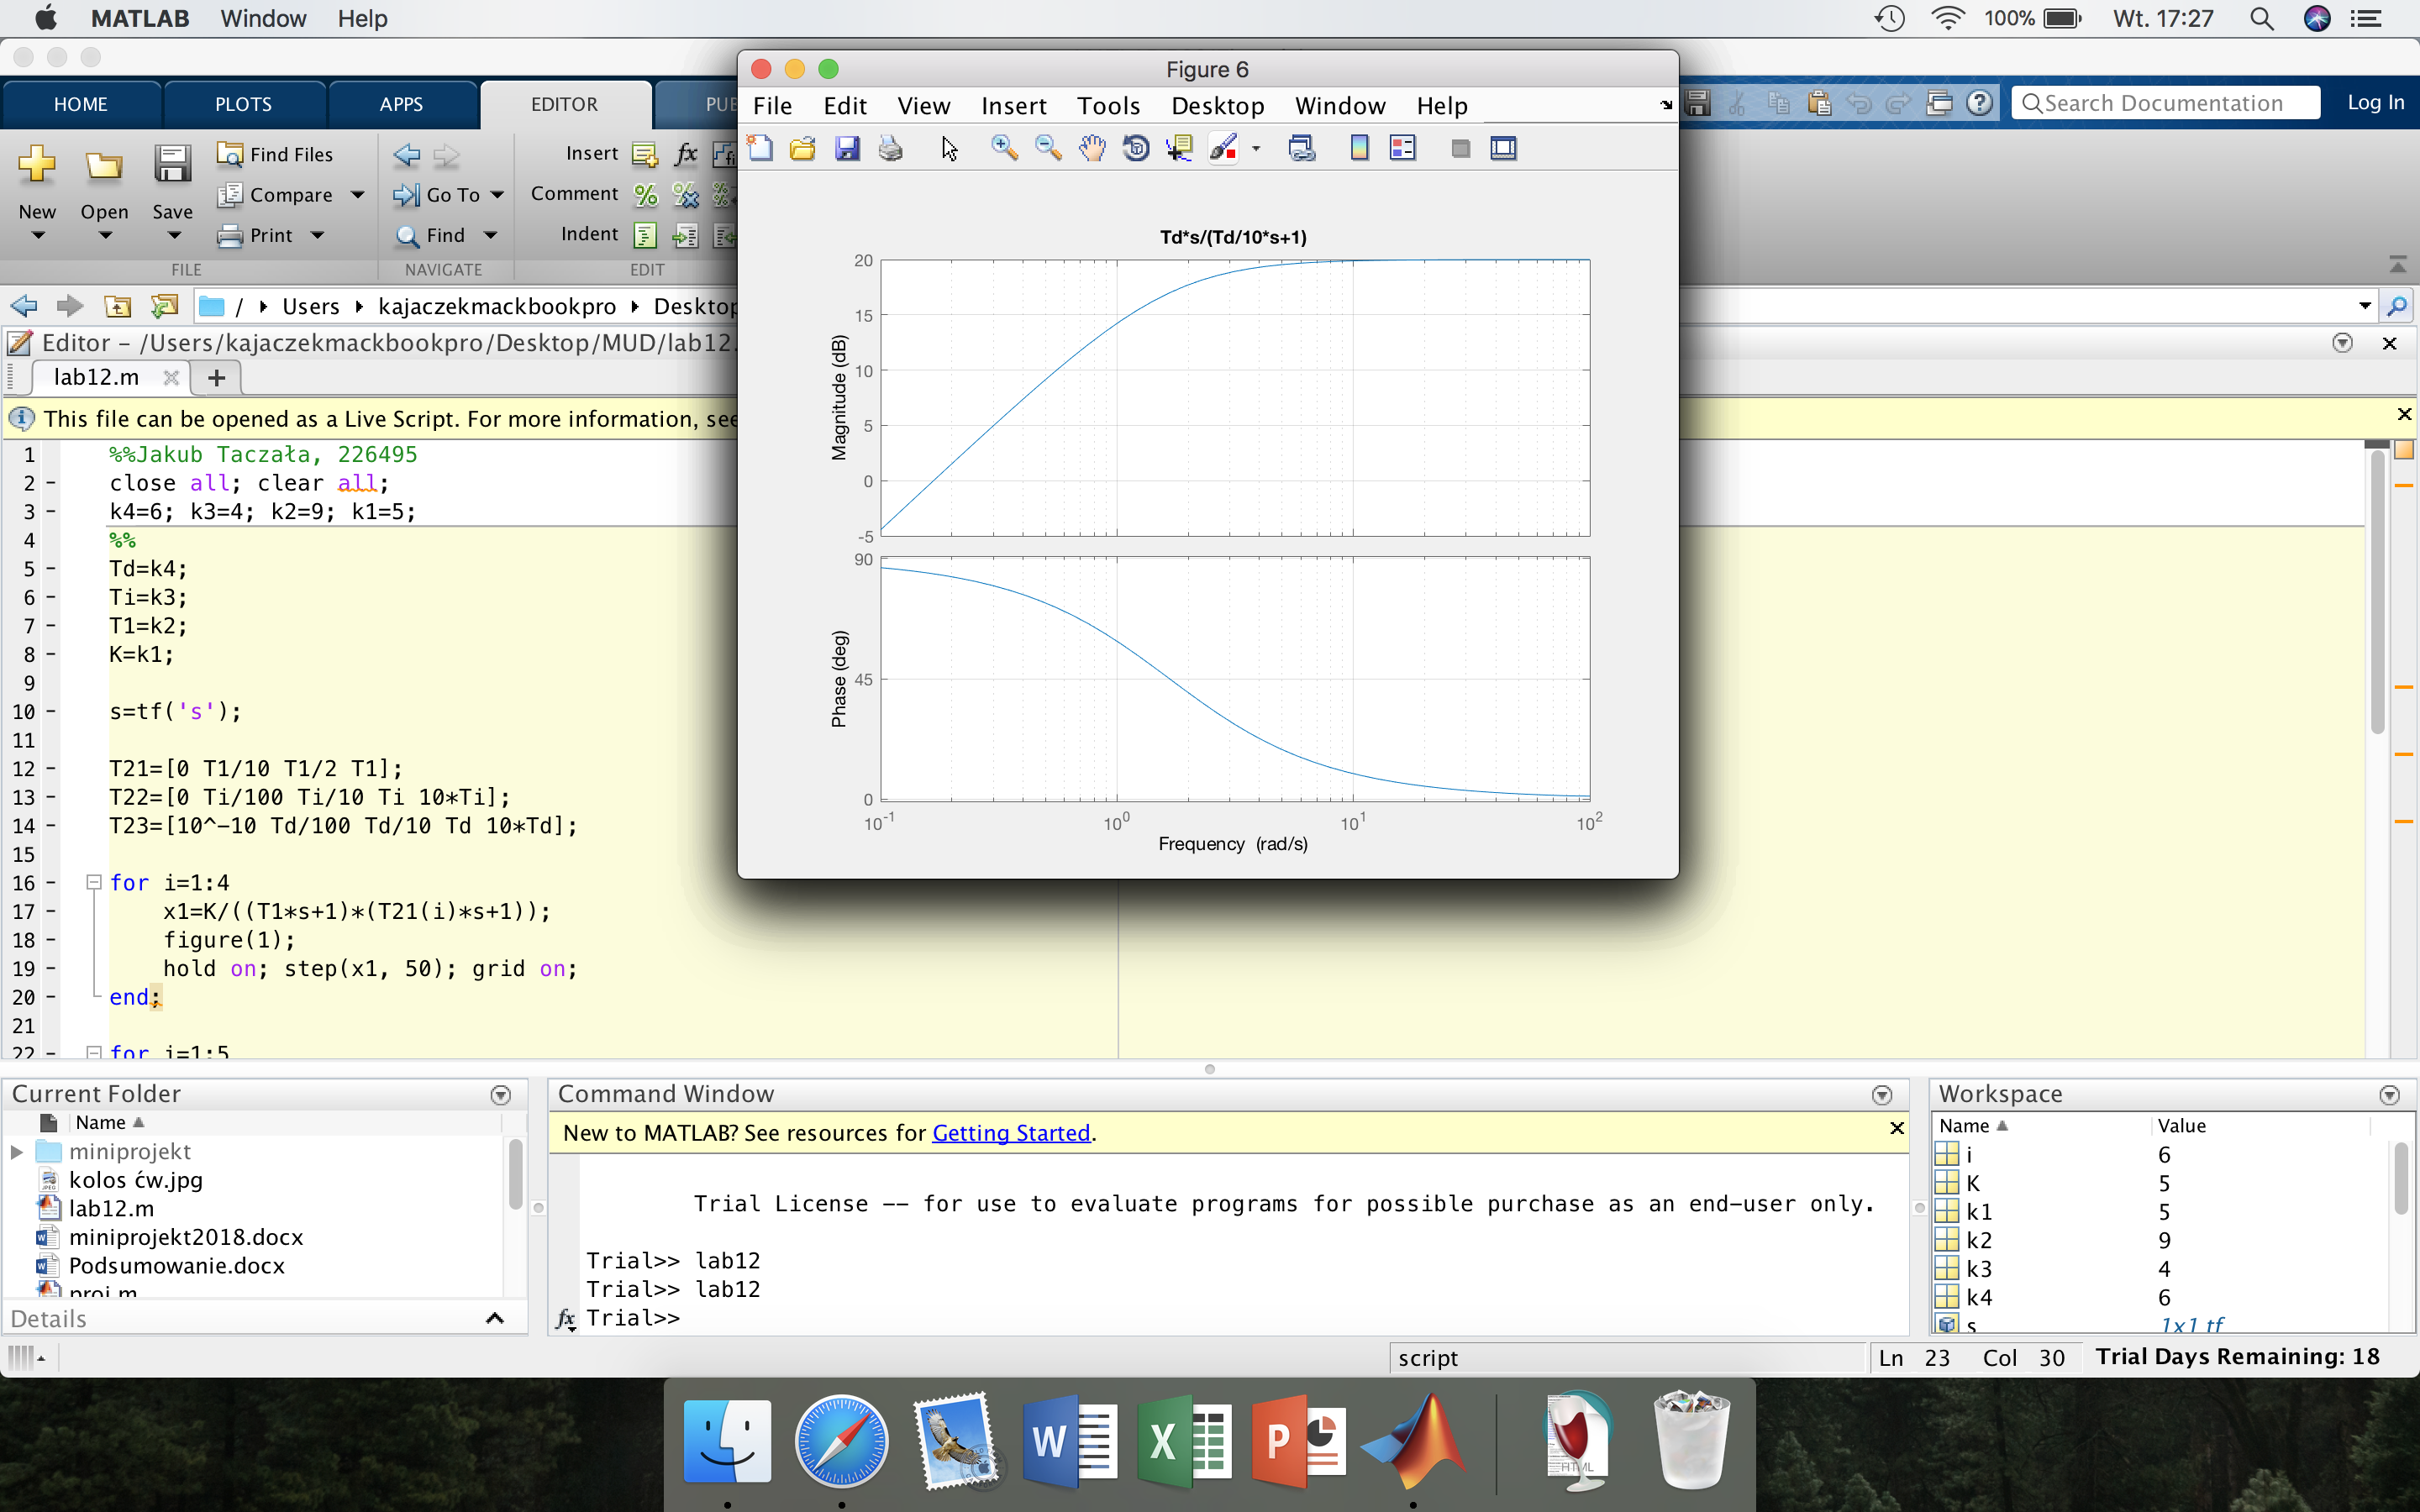 MATLAB Window Help 100% Wt. 17:27
Figure 6
File Edit View Insert Tools Desktop Window Help
HOME PLOTS APPS EDITOR PUB
Search Documentation Log In
New Open Save Find Files Compare Print
Go To Find
Insert fx
Comment
Indent
FILE NAVIGATE EDIT
/ Users kajaczekmackbookpro Desktop
Editor – /Users/kajaczekmackbookpro/Desktop/MUD/lab12.
lab12.m
This file can be opened as a Live Script. For more information, see
1 %%Jakub Taczała, 226495
2 - close all; clear all;
3 - k4=6; k3=4; k2=9; k1=5;
4 %%
5 - Td=k4;
6 - Ti=k3;
7 - T1=k2;
8 - K=k1;
9
10 - s=tf('s');
11
12 - T21=[0 T1/10 T1/2 T1];
13 - T22=[0 Ti/100 Ti/10 Ti 10*Ti];
14 - T23=[10^-10 Td/100 Td/10 Td 10*Td];
15
16 - for i=1:4
17 - x1=K/((T1*s+1)*(T21(i)*s+1));
18 - figure(1);
19 - hold on; step(x1, 50); grid on;
20 - end;
21
22 - for i=1:5
Td*s/(Td/10*s+1)
Magnitude (dB)
20
15
10
5
0
-5
Phase (deg)
90
45
0
10^-1 10^0 10^1 10^2
Frequency (rad/s)
Current Folder
Name
miniprojekt
kolos ćw.jpg
lab12.m
miniprojekt2018.docx
Podsumowanie.docx
proj.m
Details
Command Window
New to MATLAB? See resources for Getting Started.
Trial License -- for use to evaluate programs for possible purchase as an end-user only.
Trial>> lab12
Trial>> lab12
fx Trial>>
Workspace
Name Value
i 6
K 5
k1 5
k2 9
k3 4
k4 6
s 1x1 tf
script Ln 23 Col 30 Trial Days Remaining: 18
W X P HTML